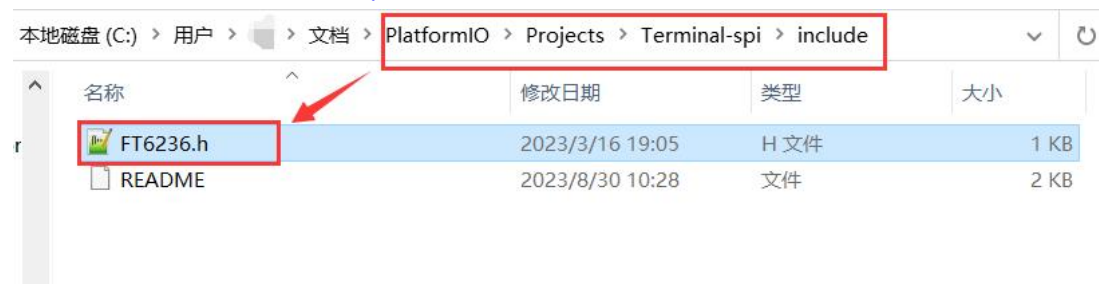 本地磁盘 (C:) > 用户 > > 文档 > PlatformIO > Projects > Terminal-spi > include
名称 修改日期 类型 大小
FT6236.h 2023/3/16 19:05 H 文件 1 KB
README 2023/8/30 10:28 文件 2 KB